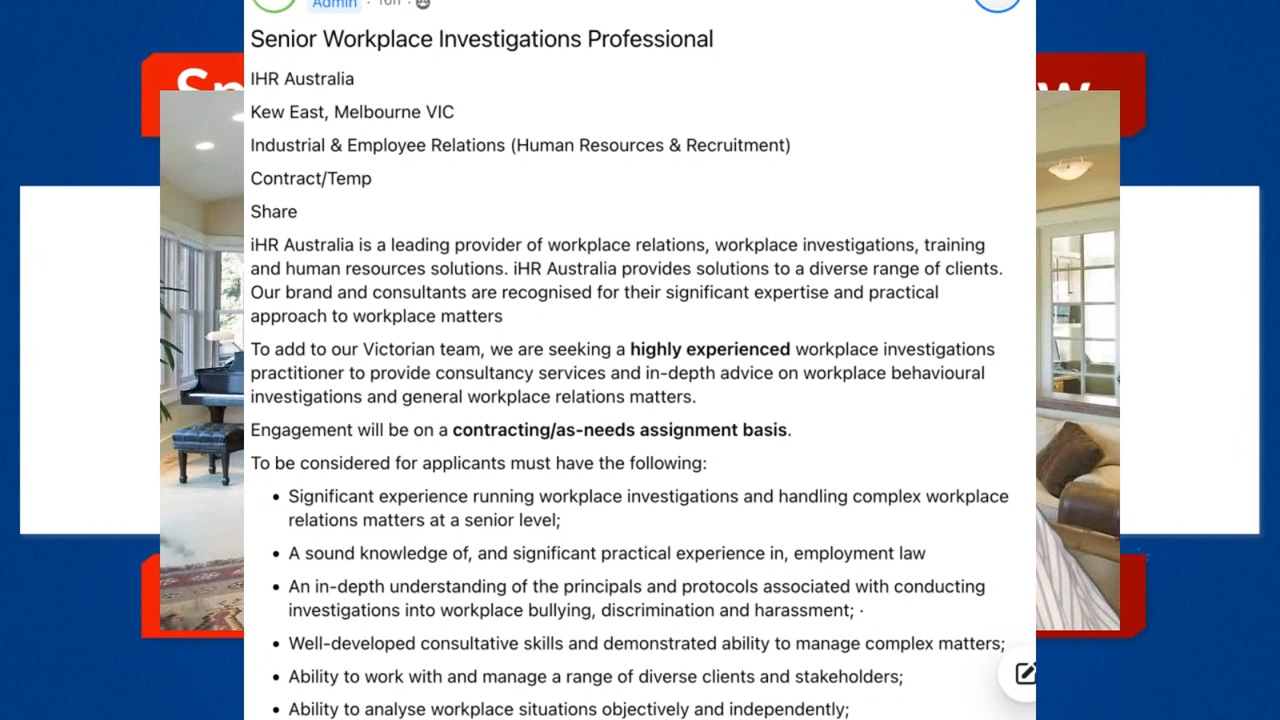 Admin · 16h ·
Senior Workplace Investigations Professional
IHR Australia
Kew East, Melbourne VIC
Industrial & Employee Relations (Human Resources & Recruitment)
Contract/Temp
Share
iHR Australia is a leading provider of workplace relations, workplace investigations, training
and human resources solutions. iHR Australia provides solutions to a diverse range of clients.
Our brand and consultants are recognised for their significant expertise and practical
approach to workplace matters
To add to our Victorian team, we are seeking a highly experienced workplace investigations
practitioner to provide consultancy services and in-depth advice on workplace behavioural
investigations and general workplace relations matters.
Engagement will be on a contracting/as-needs assignment basis.
To be considered for applicants must have the following:
• Significant experience running workplace investigations and handling complex workplace
relations matters at a senior level;
• A sound knowledge of, and significant practical experience in, employment law
• An in-depth understanding of the principals and protocols associated with conducting
investigations into workplace bullying, discrimination and harassment; ·
• Well-developed consultative skills and demonstrated ability to manage complex matters;
• Ability to work with and manage a range of diverse clients and stakeholders;
• Ability to analyse workplace situations objectively and independently;